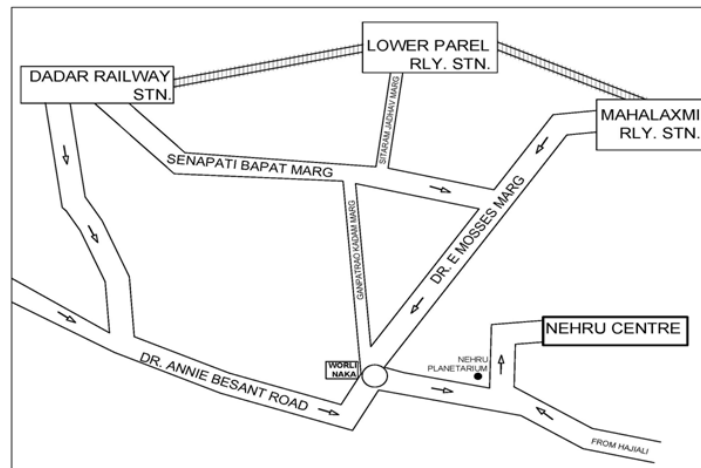 LOWER PAREL
RLY. STN.
DADAR RAILWAY
STN.
MAHALAXMI
RLY. STN.
SITARAM JADHAV MARG
SENAPATI BAPAT MARG
DR. E MOSSES MARG
GANPATRAO KADAM MARG
NEHRU CENTRE
NEHRU
PLANETARIUM
WORLI
NAKA
DR. ANNIE BESANT ROAD
FROM HAJIALI